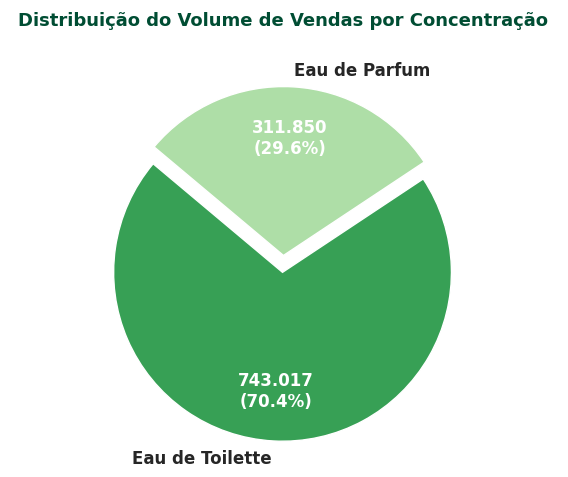 Distribuição do Volume de Vendas por Concentração
Eau de Parfum
311.850
(29.6%)
743.017
(70.4%)
Eau de Toilette